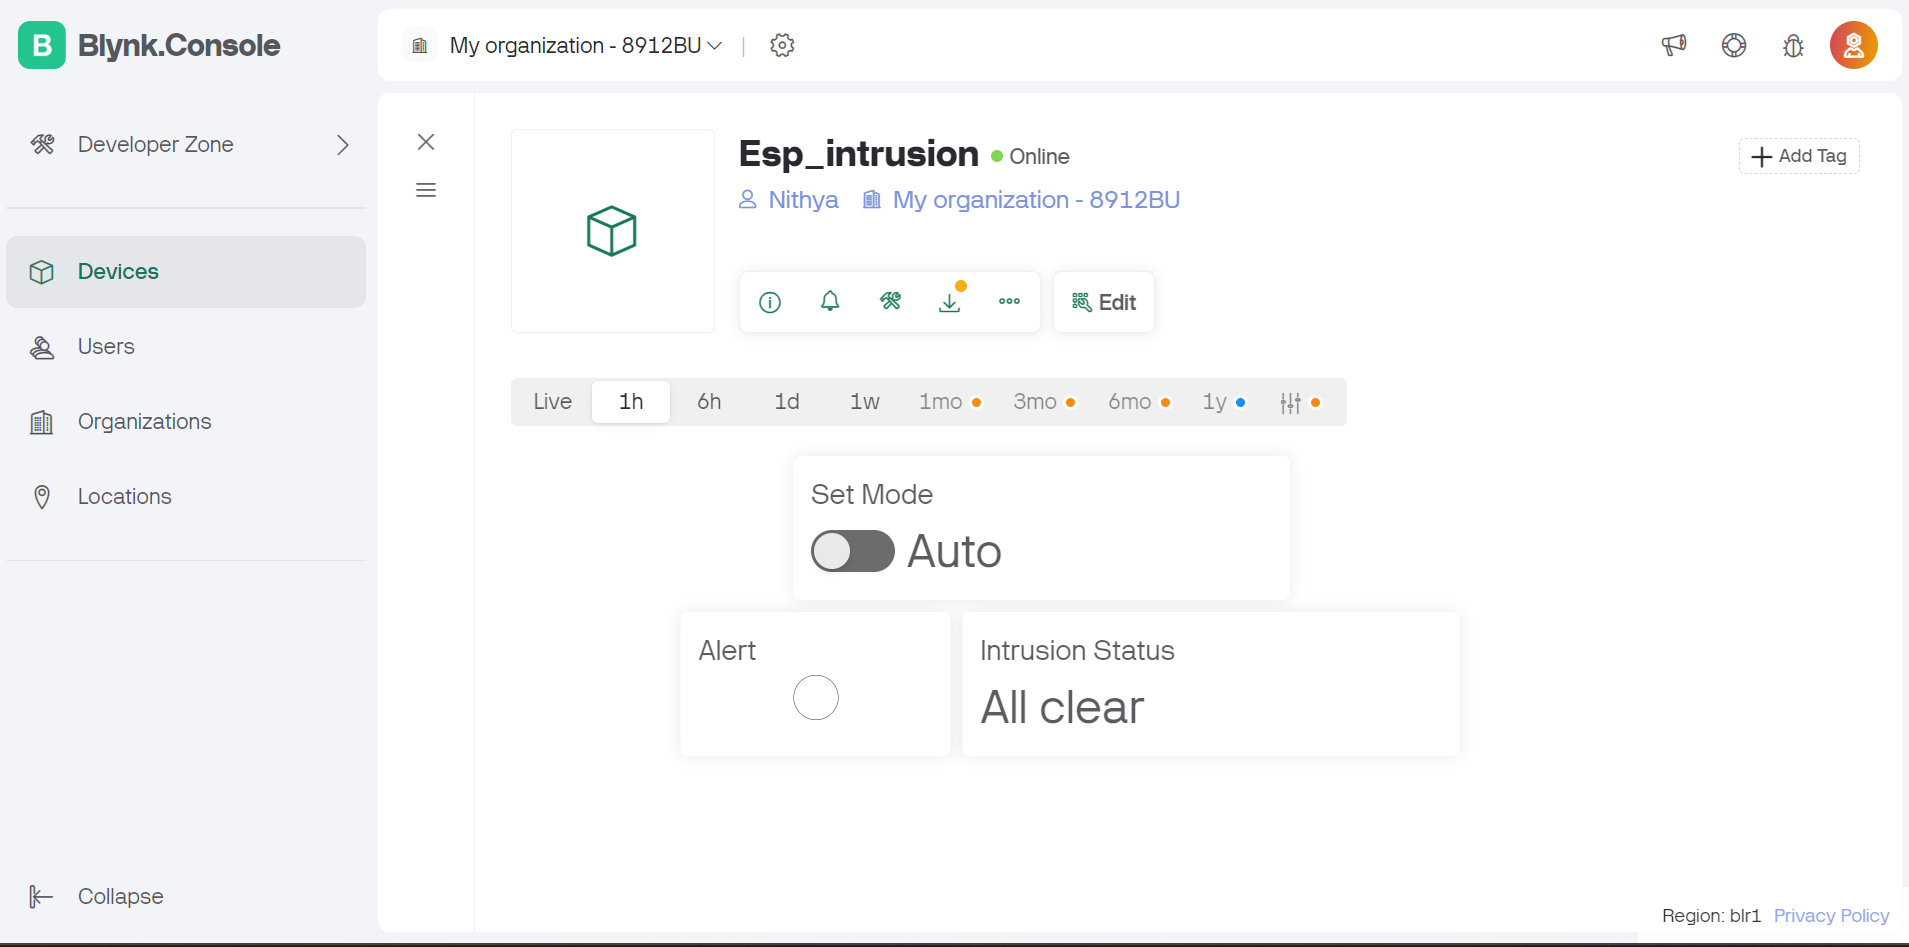 B Blynk.Console
My organization - 8912BU
Developer Zone
Devices
Users
Organizations
Locations
Collapse
Esp_intrusion Online
Add Tag
Nithya My organization - 8912BU
Edit
Live 1h 6h 1d 1w 1mo 3mo 6mo 1y
Set Mode
Auto
Alert
Intrusion Status
All clear
Region: blr1 Privacy Policy